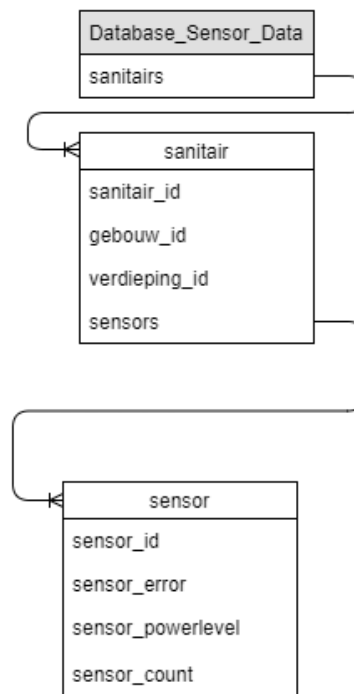 Database_Sensor_Data
sanitairs
sanitair
sanitair_id
gebouw_id
verdieping_id
sensors
sensor
sensor_id
sensor_error
sensor_powerlevel
sensor_count